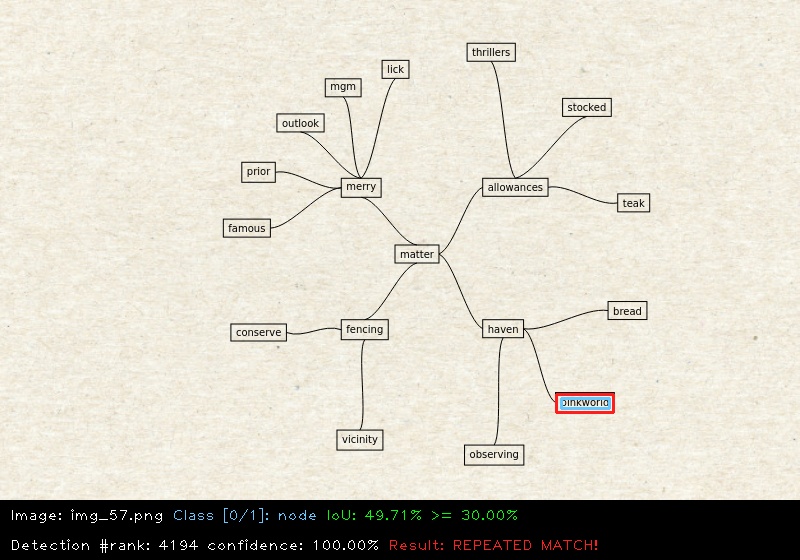 thrillers
lick
mgm
stocked
outlook
prior
merry
allowances
teak
famous
matter
bread
conserve
fencing
haven
pinkworld
vicinity
observing
Image: img_57.png Class [0/1]: node IoU: 49.71% >= 30.00%
Detection #rank: 4194 confidence: 100.00% Result: REPEATED MATCH!